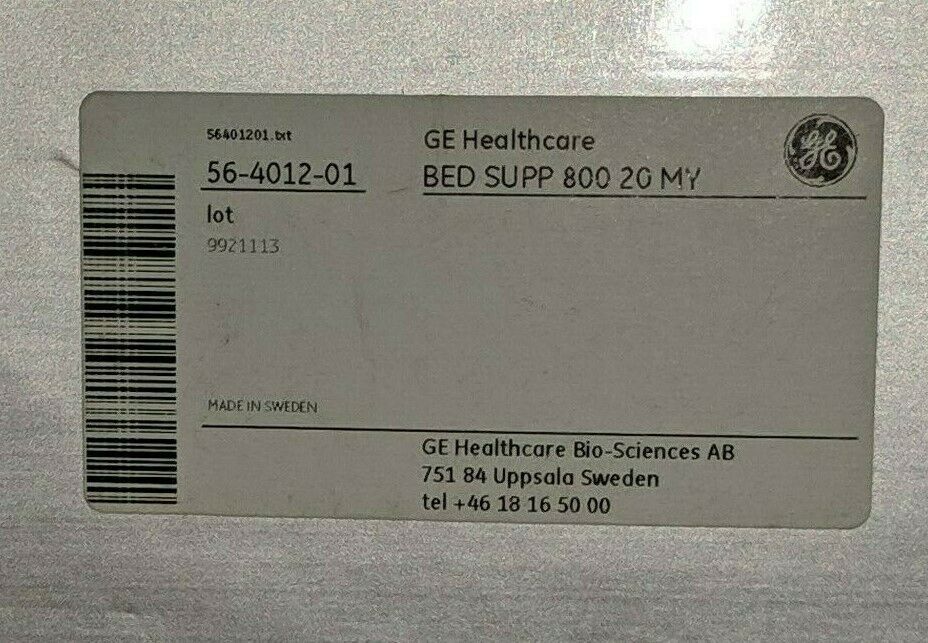 56401201.txt
56-4012-01
lot
9921113
MADE IN SWEDEN
GE Healthcare
BED SUPP 800 20 MY
GE
GE Healthcare Bio-Sciences AB
751 84 Uppsala Sweden
tel +46 18 16 50 00